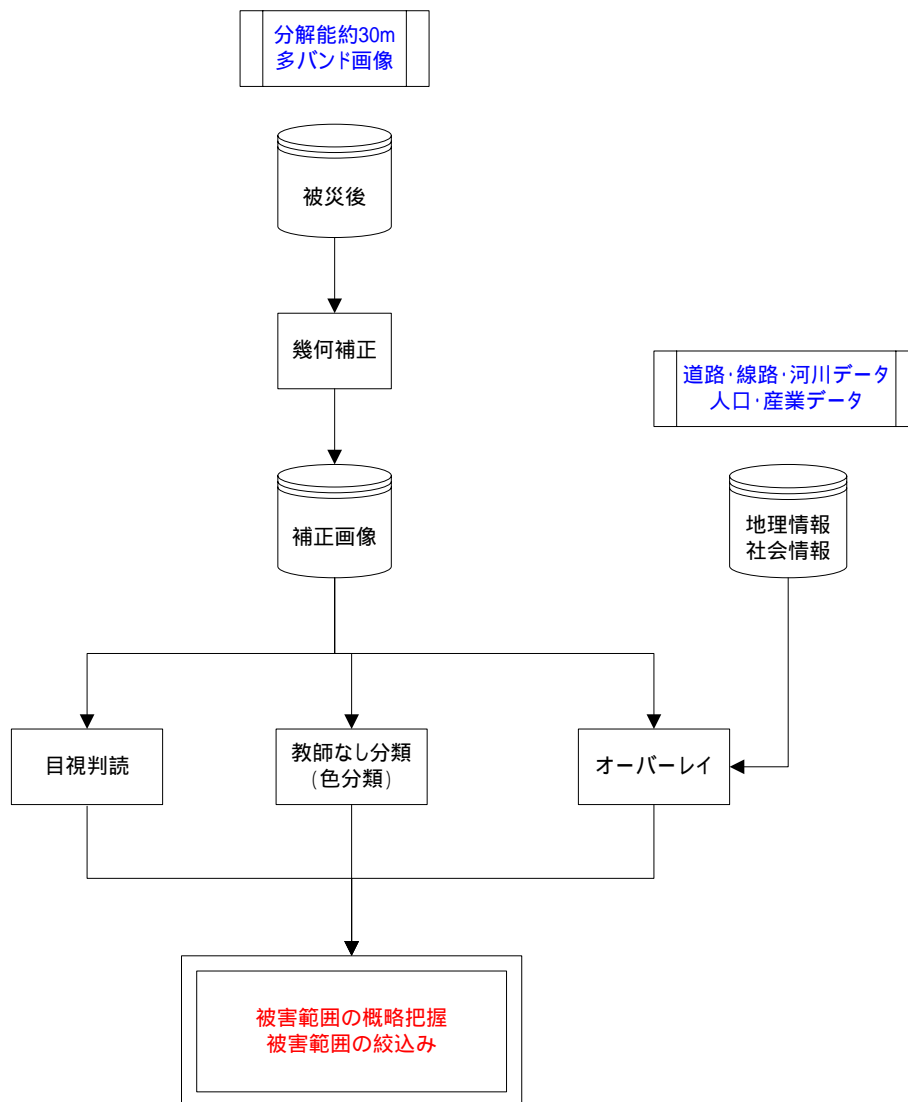 分解能約30m
多バンド画像
被災後
幾何補正
道路・線路・河川データ
人口・産業データ
補正画像
地理情報
社会情報
目視判読
教師なし分類
(色分類)
オーバーレイ
被害範囲の概略把握
被害範囲の絞込み